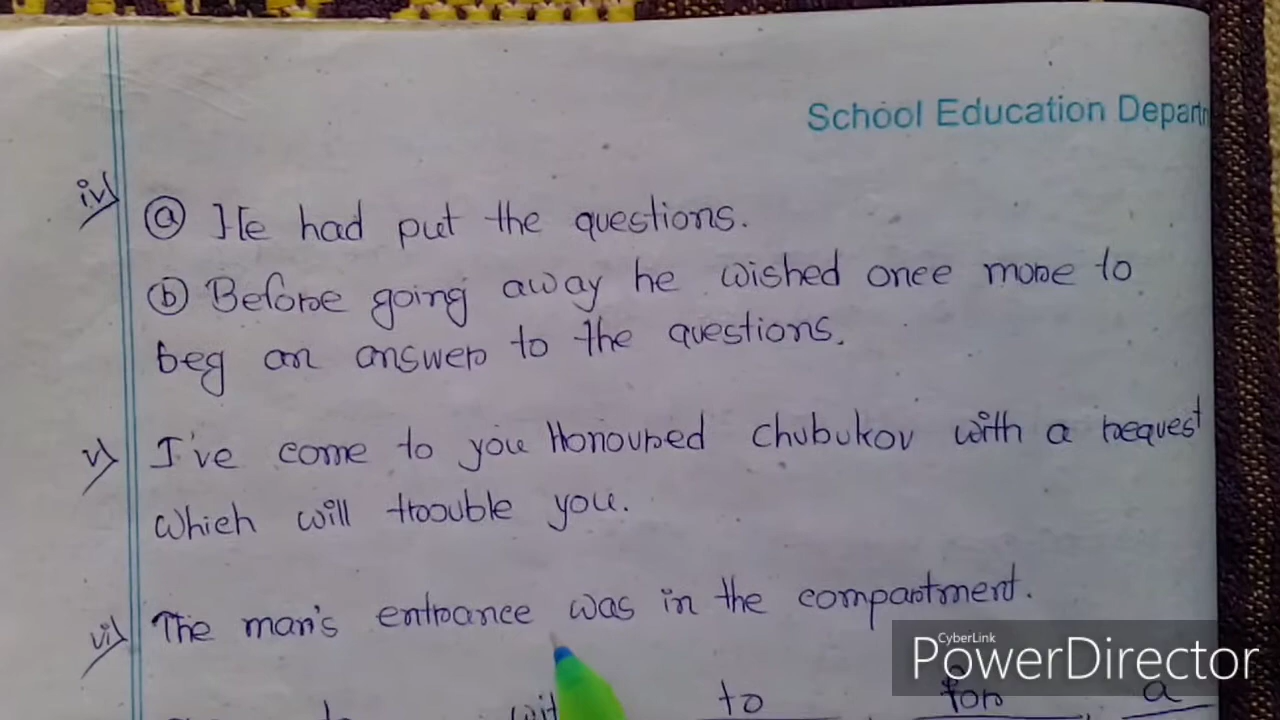 School Education Departm
iv) ⓐ He had put the questions.
ⓑ Before going away he wished once more to
beg an answer to the questions.
v) I've come to you Honoured Chubukov with a request
which will trouble you.
vi) The man's entrance was in the compartment.
CyberLink
PowerDirector
to for a